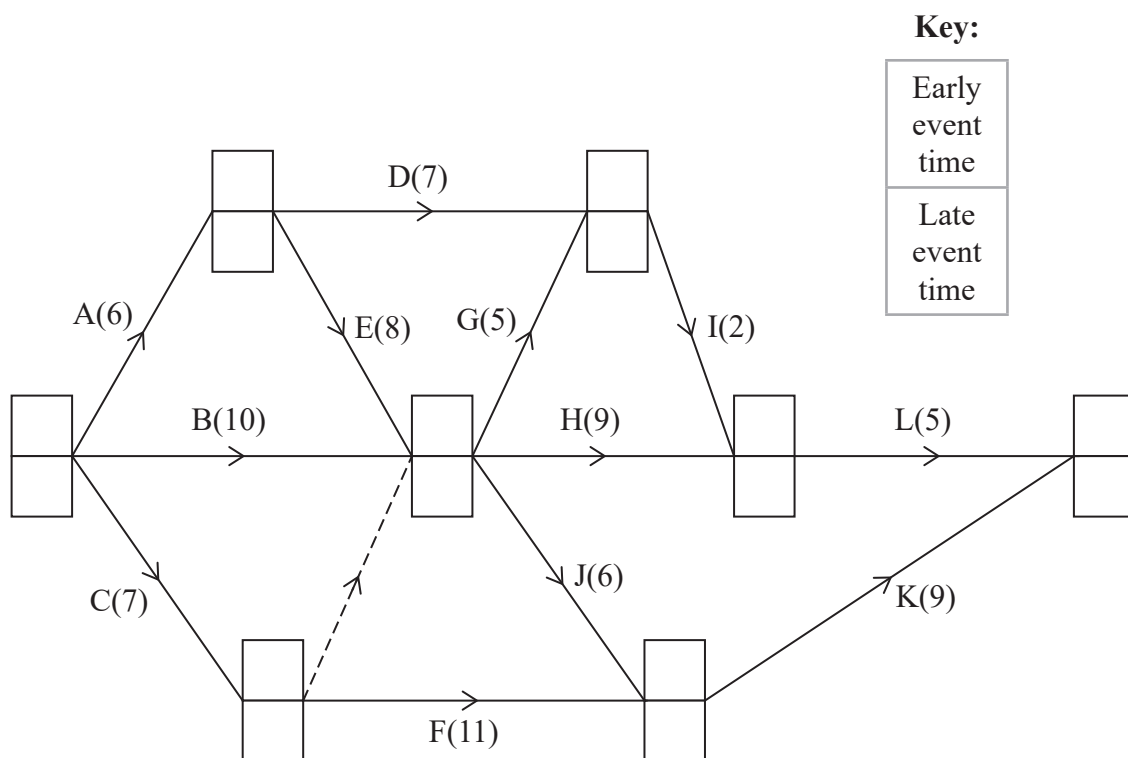 Key:
Early
event
time
Late
event
time
D(7)
A(6)
E(8)
G(5)
I(2)
B(10)
H(9)
L(5)
C(7)
J(6)
K(9)
F(11)